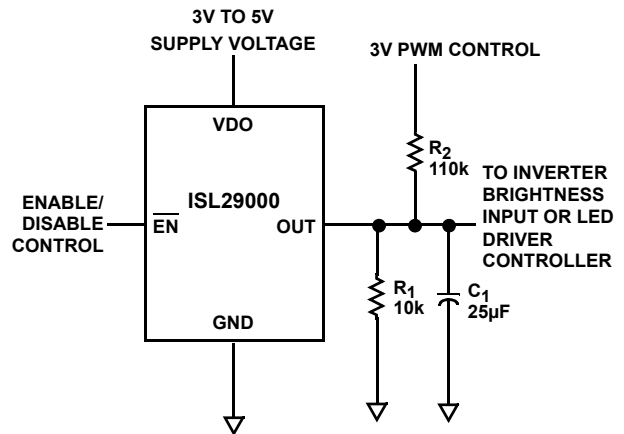 3V TO 5V
SUPPLY VOLTAGE
3V PWM CONTROL
VDO
R2
110k
TO INVERTER
BRIGHTNESS
INPUT OR LED
DRIVER
CONTROLLER
ENABLE/
DISABLE
CONTROL
ISL29000
EN
OUT
R1
10k
C1
25µF
GND